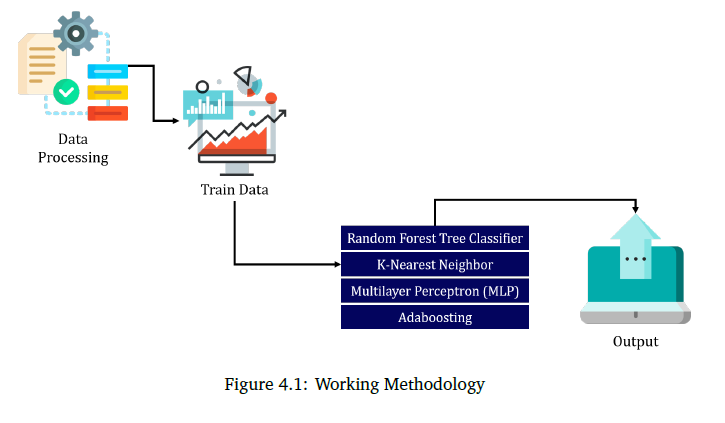 Data
Processing
Train Data
Random Forest Tree Classifier
K-Nearest Neighbor
Multilayer Perceptron (MLP)
Adaboosting
Output
Figure 4.1: Working Methodology